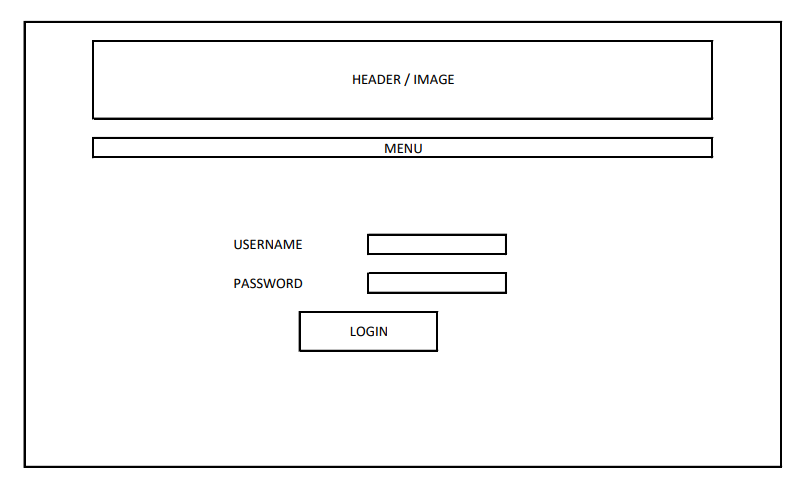 HEADER / IMAGE
MENU
USERNAME
PASSWORD
LOGIN